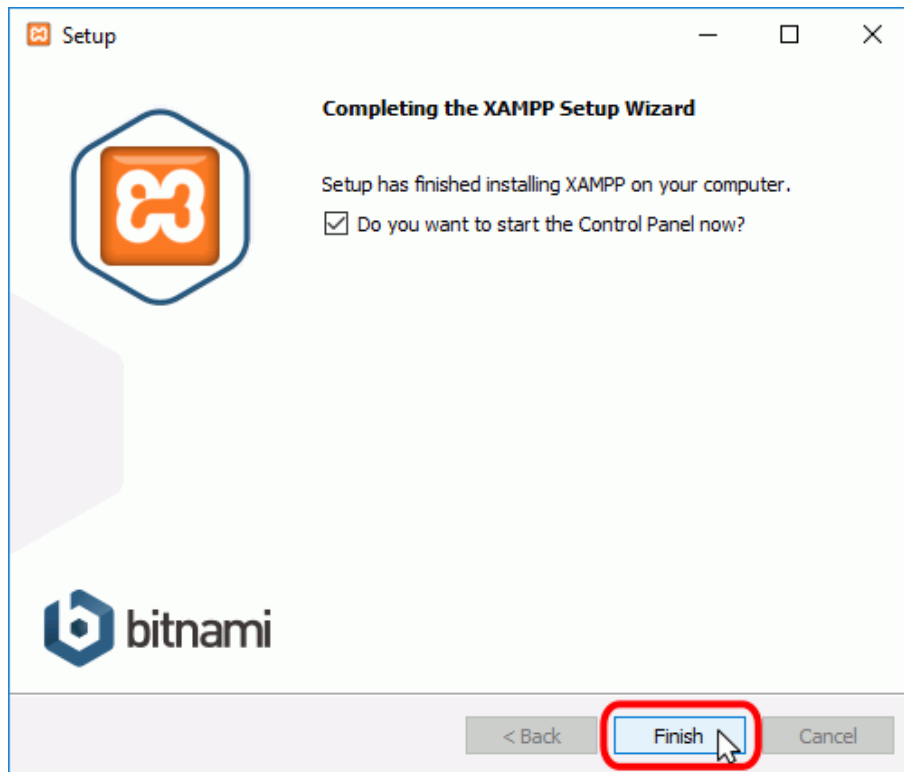 Setup
Completing the XAMPP Setup Wizard
Setup has finished installing XAMPP on your computer.
Do you want to start the Control Panel now?
bitnami
< Back
Finish
Cancel